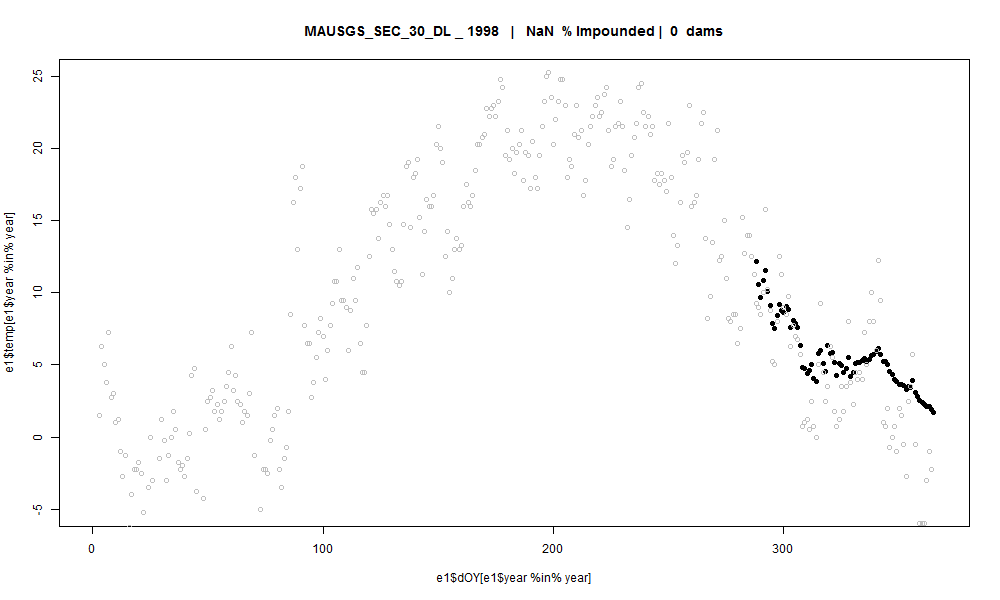 MAUSGS_SEC_30_DL _ 1998 | NaN % Impounded | 0 dams
e1$temp[e1$year %in% year]
25
20
15
10
5
0
-5
0 100 200 300
e1$dOY[e1$year %in% year]